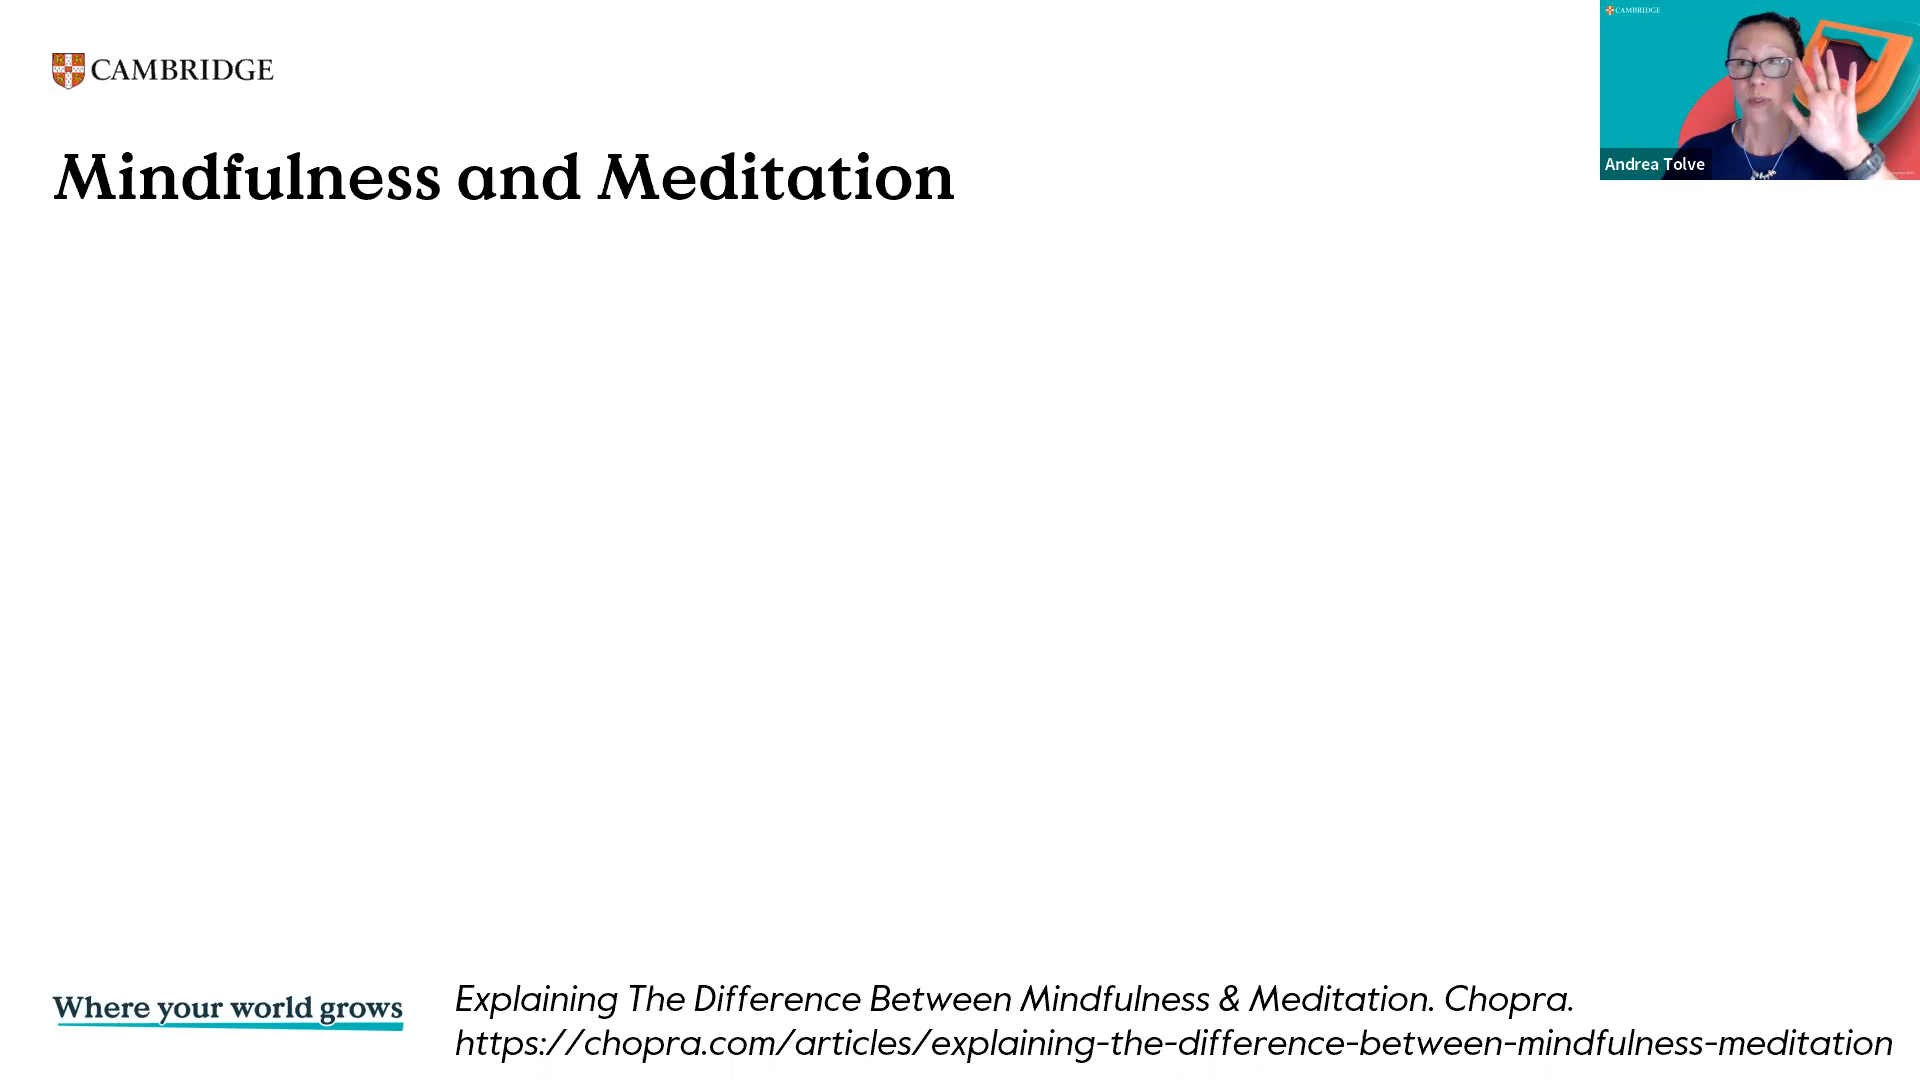 CAMBRIDGE
CAMBRIDGE
Andrea Tolve
Mindfulness and Meditation
Where your world grows
Explaining The Difference Between Mindfulness & Meditation. Chopra.
https://chopra.com/articles/explaining-the-difference-between-mindfulness-meditation